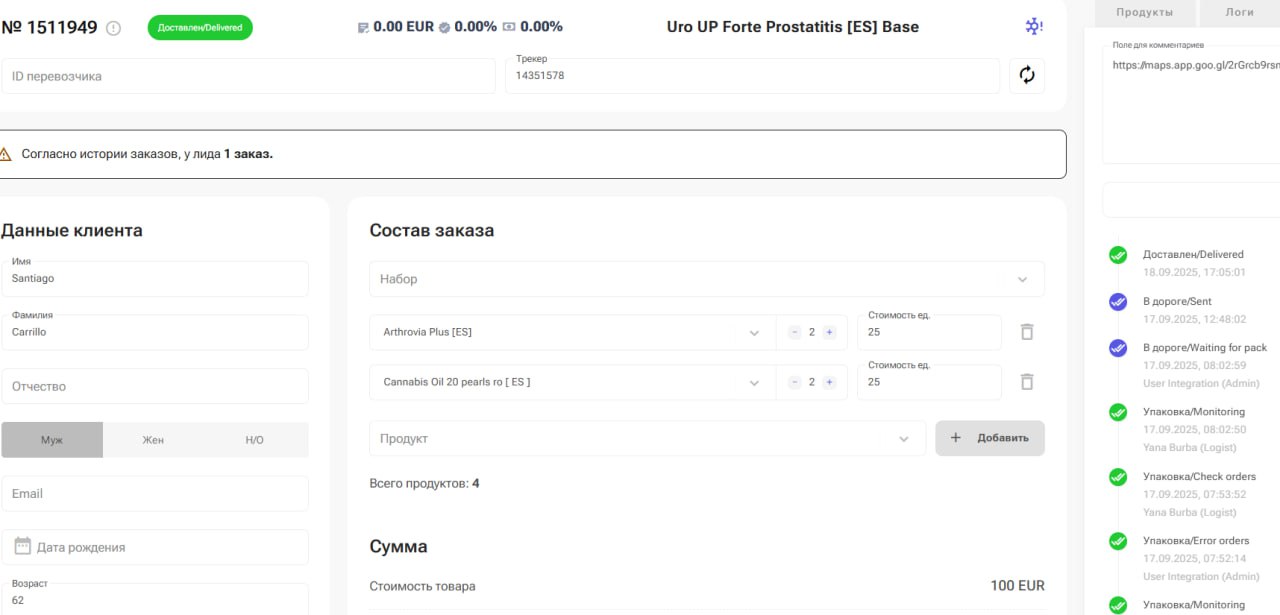 № 1511949
Доставлен/Delivered
0.00 EUR 0.00% 0.00%
Uro UP Forte Prostatitis [ES] Base
ID перевозчика
Трекер
14351578
Согласно истории заказов, у лида 1 заказ.
Данные клиента
Имя
Santiago
Фамилия
Carrillo
Отчество
Муж
Жен
Н/О
Email
Дата рождения
Возраст
62
Состав заказа
Набор
Arthrovia Plus [ES]
- 2 +
Стоимость ед.
25
Cannabis Oil 20 pearls ro [ ES ]
- 2 +
Стоимость ед.
25
Продукт
+ Добавить
Всего продуктов: 4
Сумма
Стоимость товара
100 EUR
Продукты
Логи
Поле для комментариев
https://maps.app.goo.gl/2rGrcb9rsn
Доставлен/Delivered
18.09.2025, 17:05:01
В дороге/Sent
17.09.2025, 12:48:02
В дороге/Waiting for pack
17.09.2025, 08:02:59
User Integration (Admin)
Упаковка/Monitoring
17.09.2025, 08:02:50
Yana Burba (Logist)
Упаковка/Check orders
17.09.2025, 07:53:52
Yana Burba (Logist)
Упаковка/Error orders
17.09.2025, 07:52:14
User Integration (Admin)
Упаковка/Monitoring